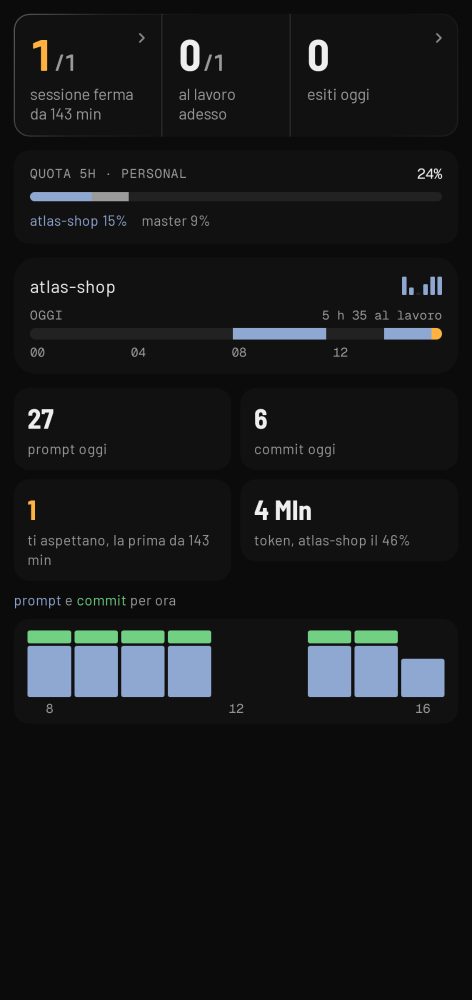 1/1
sessione ferma
da 143 min
0/1
al lavoro
adesso
0
esiti oggi
QUOTA 5H · PERSONAL
24%
atlas-shop 15% master 9%
atlas-shop
OGGI
5 h 35 al lavoro
00 04 08 12
27
prompt oggi
6
commit oggi
1
ti aspettano, la prima da 143
min
4 Mln
token, atlas-shop il 46%
prompt e commit per ora
8 12 16